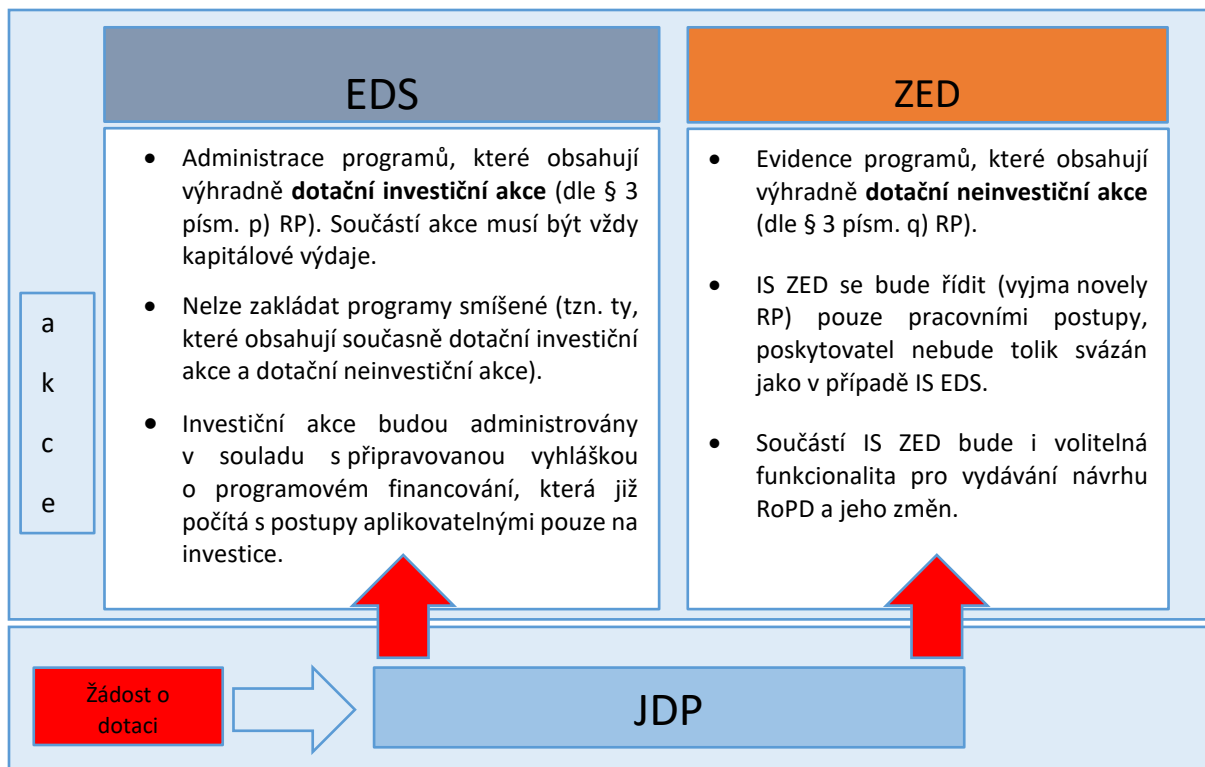 EDS
ZED
• Administrace programů, které obsahují
výhradně dotační investiční akce (dle § 3
písm. p) RP). Součástí akce musí být vždy
kapitálové výdaje.
• Nelze zakládat programy smíšené (tzn. ty,
které obsahují současně dotační investiční
akce a dotační neinvestiční akce).
• Investiční akce budou administrovány
v souladu s připravovanou vyhláškou
o programovém financování, která již
počítá s postupy aplikovatelnými pouze na
investice.
• Evidence programů, které obsahují
výhradně dotační neinvestiční akce
(dle § 3 písm. q) RP).
• IS ZED se bude řídit (vyjma novely
RP) pouze pracovními postupy,
poskytovatel nebude tolik svázán
jako v případě IS EDS.
• Součástí IS ZED bude i volitelná
funkcionalita pro vydávání návrhu
RoPD a jeho změn.
a
k
c
e
Žádost o
dotaci
JDP